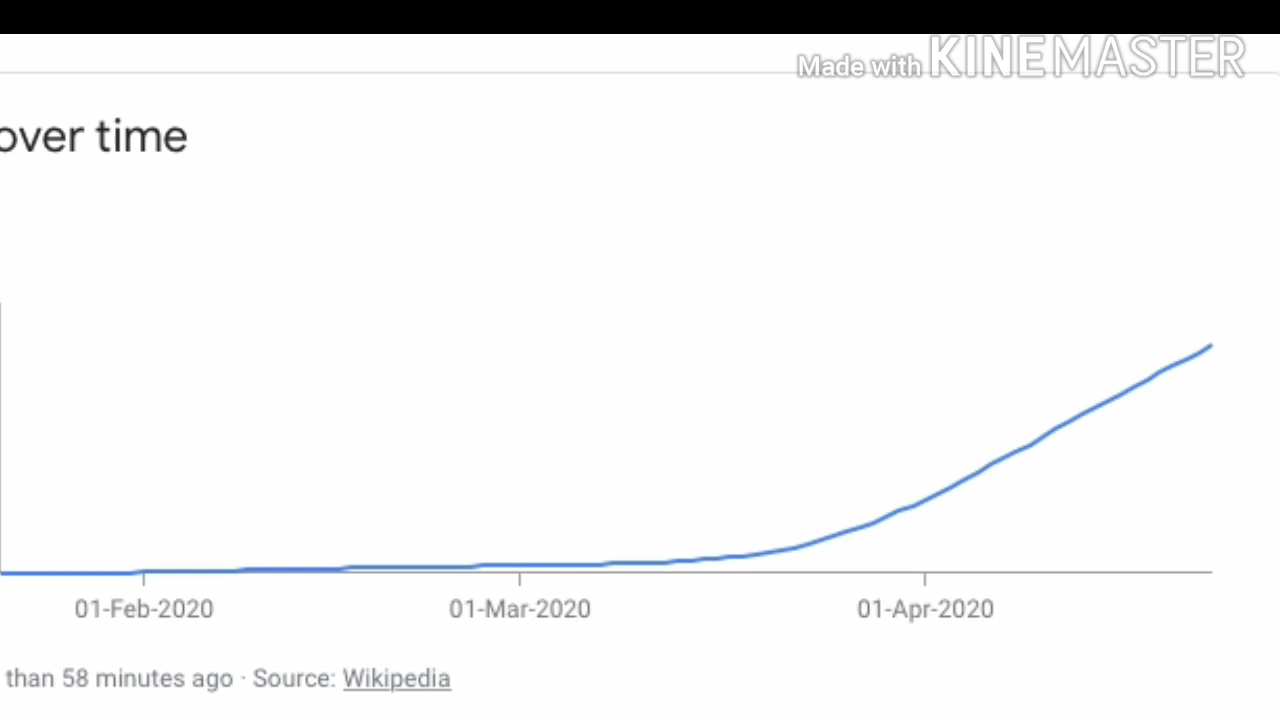 Made with KINEMASTER
over time
01-Feb-2020 01-Mar-2020 01-Apr-2020
than 58 minutes ago · Source: Wikipedia